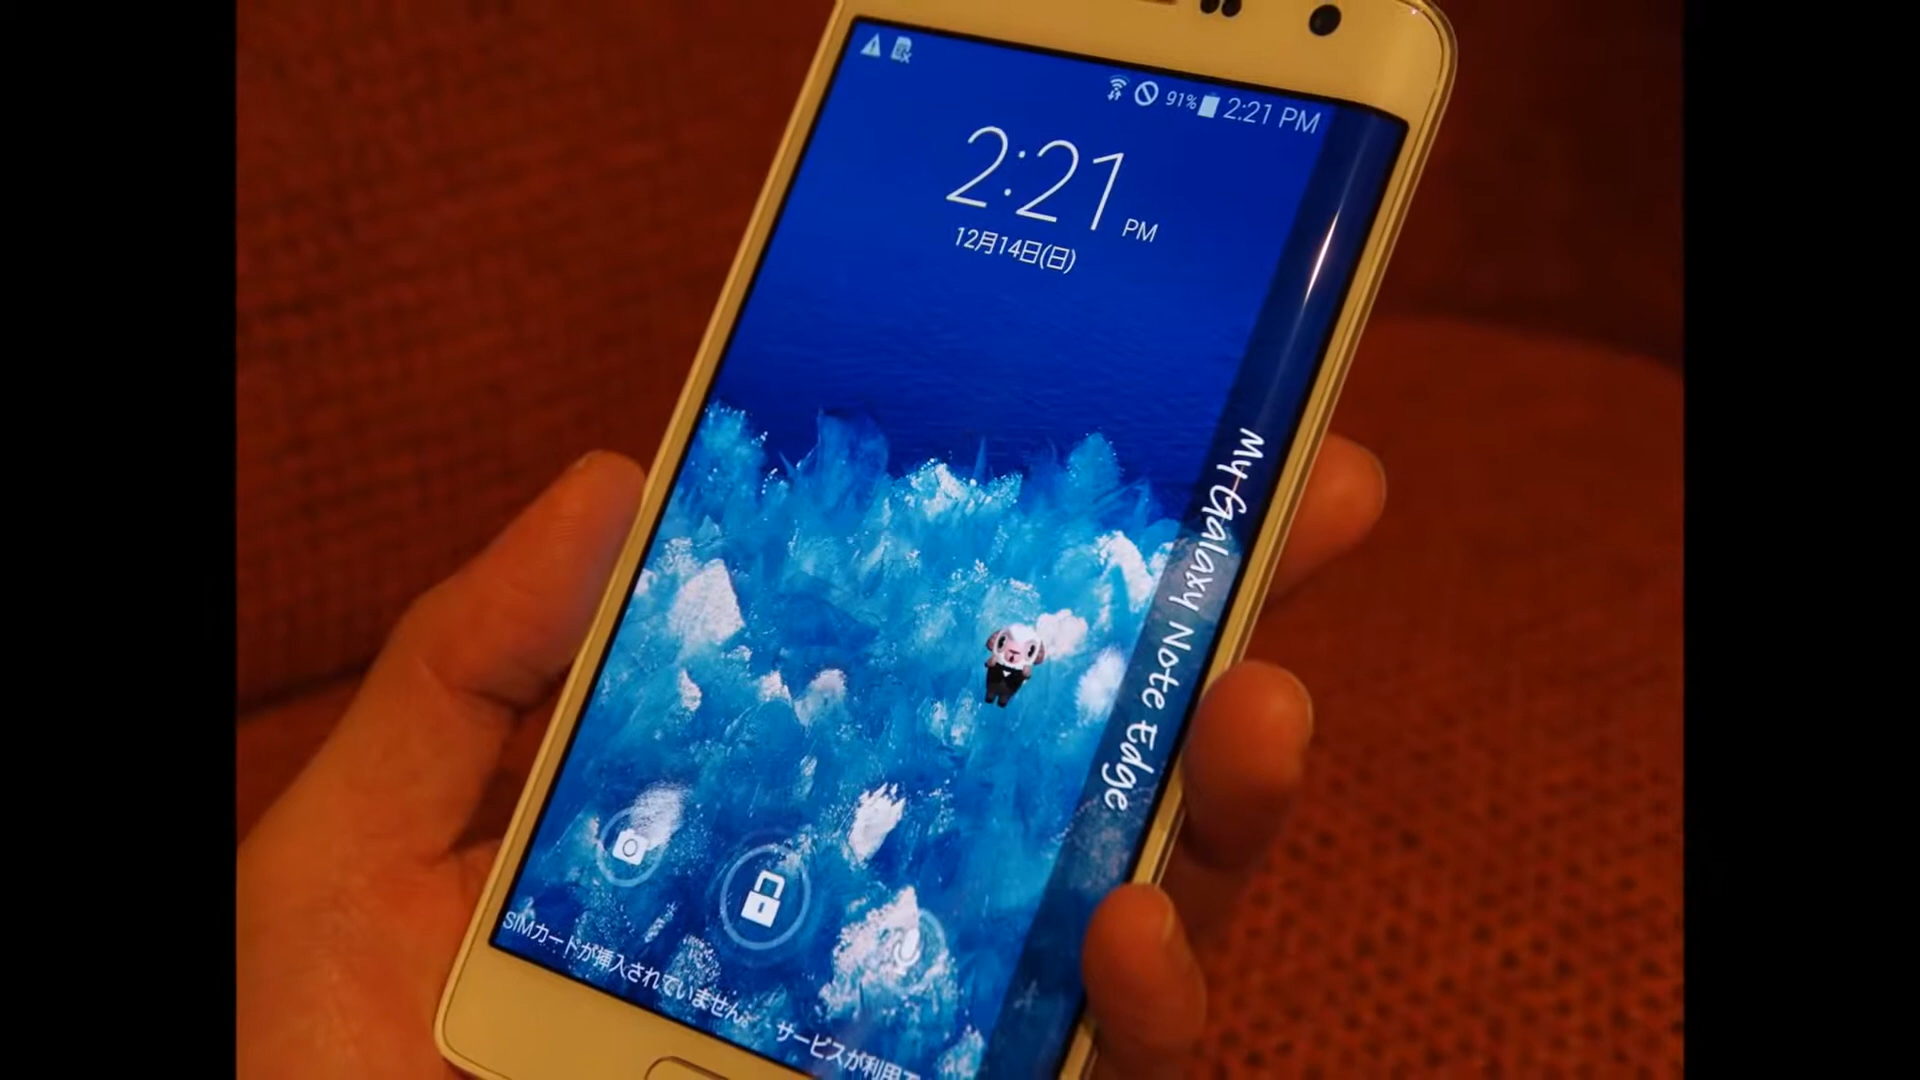 91% 2:21 PM
2:21 PM
12月14日(日)
My Galaxy Note Edge
SIMカードが挿入されていません。 サービスが利用で